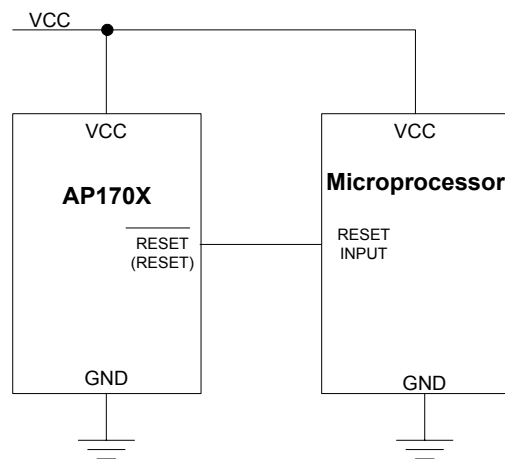 VCC
VCC
VCC
AP170X
Microprocessor
RESET
(RESET)
RESET
INPUT
GND
GND